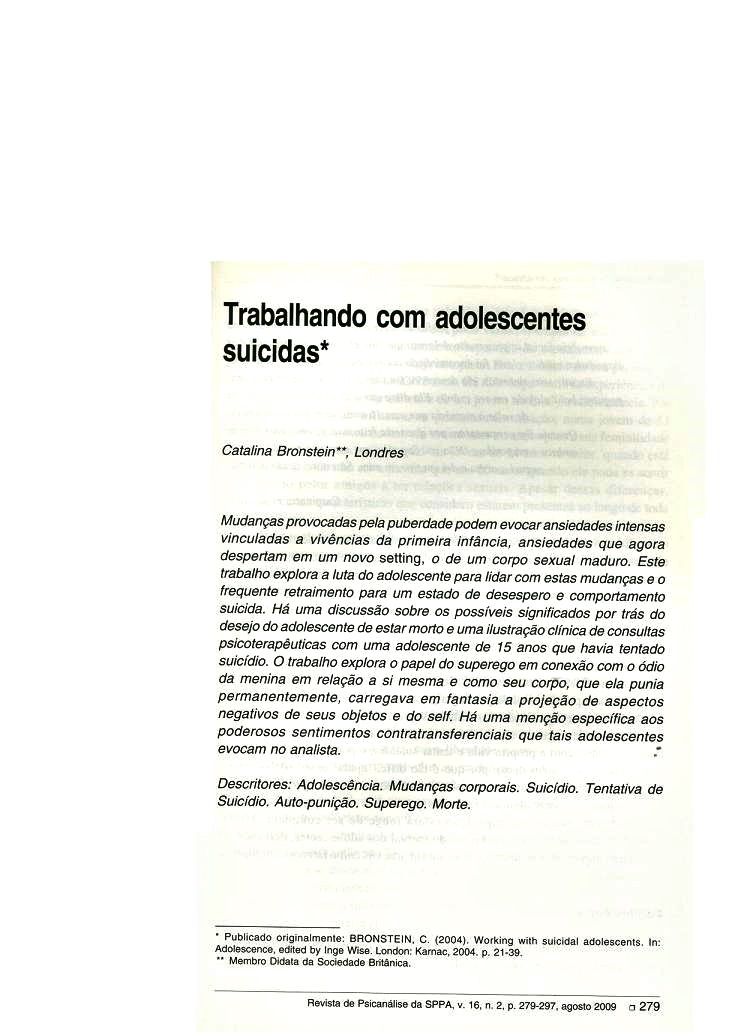 Trabalhando com adolescentes
suicidas*
Catalina Bronstein**, Londres
Mudanças provocadas pela puberdade podem evocar ansiedades intensas
vinculadas a vivências da primeira infância, ansiedades que agora
despertam em um novo setting, o de um corpo sexual maduro. Este
trabalho explora a luta do adolescente para lidar com estas mudanças e o
frequente retraimento para um estado de desespero e comportamento
suicida. Há uma discussão sobre os possíveis significados por trás do
desejo do adolescente de estar morto e uma ilustração clínica de consultas
psicoterapêuticas com uma adolescente de 15 anos que havia tentado
suicídio. O trabalho explora o papel do superego em conexão com o ódio
da menina em relação a si mesma e como seu corpo, que ela punia
permanentemente, carregava em fantasia a projeção de aspectos
negativos de seus objetos e do self. Há uma menção específica aos
poderosos sentimentos contratransferenciais que tais adolescentes
evocam no analista.
Descritores: Adolescência. Mudanças corporais. Suicídio. Tentativa de
Suicídio. Auto-punição. Superego. Morte.
* Publicado originalmente: BRONSTEIN, C. (2004). Working with suicidal adolescents. In:
Adolescence, edited by Inge Wise. London: Karnac, 2004. p. 21-39.
** Membro Didata da Sociedade Britânica.
Revista de Psicanálise da SPPA, v. 16, n. 2, p. 279-297, agosto 2009 □ 279